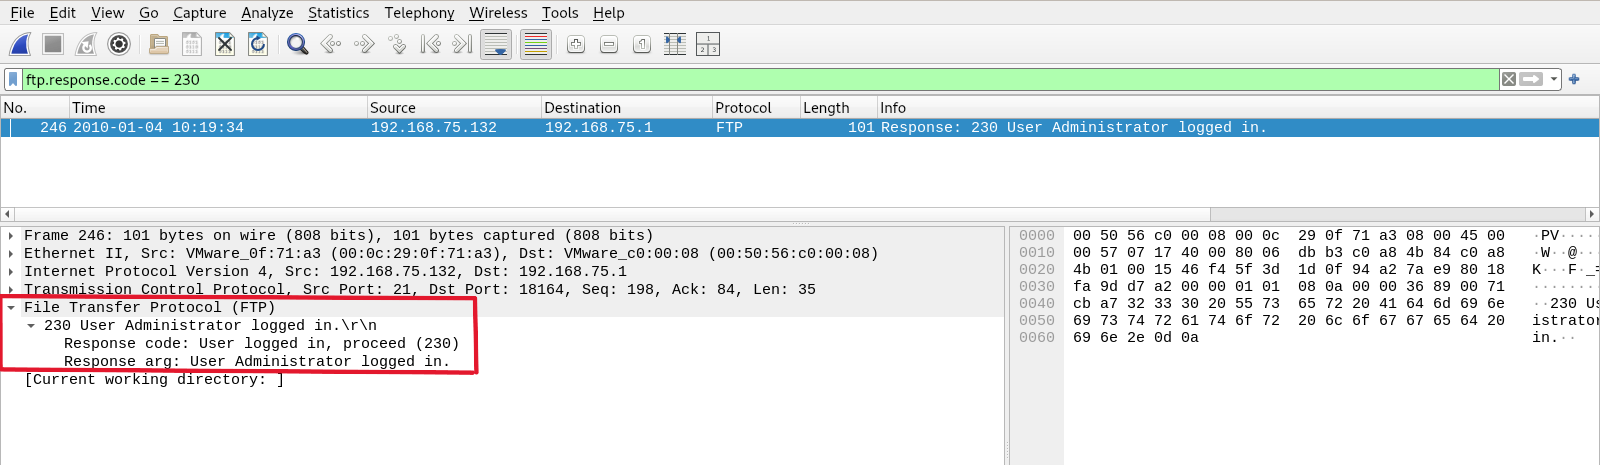 File Edit View Go Capture Analyze Statistics Telephony Wireless Tools Help
ftp.response.code == 230
No. Time Source Destination Protocol Length Info
246 2010-01-04 10:19:34 192.168.75.132 192.168.75.1 FTP 101 Response: 230 User Administrator logged in.
Frame 246: 101 bytes on wire (808 bits), 101 bytes captured (808 bits)
Ethernet II, Src: VMware_0f:71:a3 (00:0c:29:0f:71:a3), Dst: VMware_c0:00:08 (00:50:56:c0:00:08)
Internet Protocol Version 4, Src: 192.168.75.132, Dst: 192.168.75.1
Transmission Control Protocol, Src Port: 21, Dst Port: 18164, Seq: 198, Ack: 84, Len: 35
File Transfer Protocol (FTP)
230 User Administrator logged in.\r\n
Response code: User logged in, proceed (230)
Response arg: User Administrator logged in.
[Current working directory: ]
0000 00 50 56 c0 00 08 00 0c 29 0f 71 a3 08 00 45 00 ·PV·····
0010 00 57 07 17 40 00 80 06 db b3 c0 a8 4b 84 c0 a8 ·W··@···
0020 4b 01 00 15 46 f4 5f 3d 1d 0f 94 a2 7a e9 80 18 K···F·_=
0030 fa 9d d7 a2 00 00 01 01 08 0a 00 00 36 89 00 71 ········
0040 cb a7 32 33 30 20 55 73 65 72 20 41 64 6d 69 6e ··230 Us
0050 69 73 74 72 61 74 6f 72 20 6c 6f 67 67 65 64 20 istrator
0060 69 6e 2e 0d 0a in.··